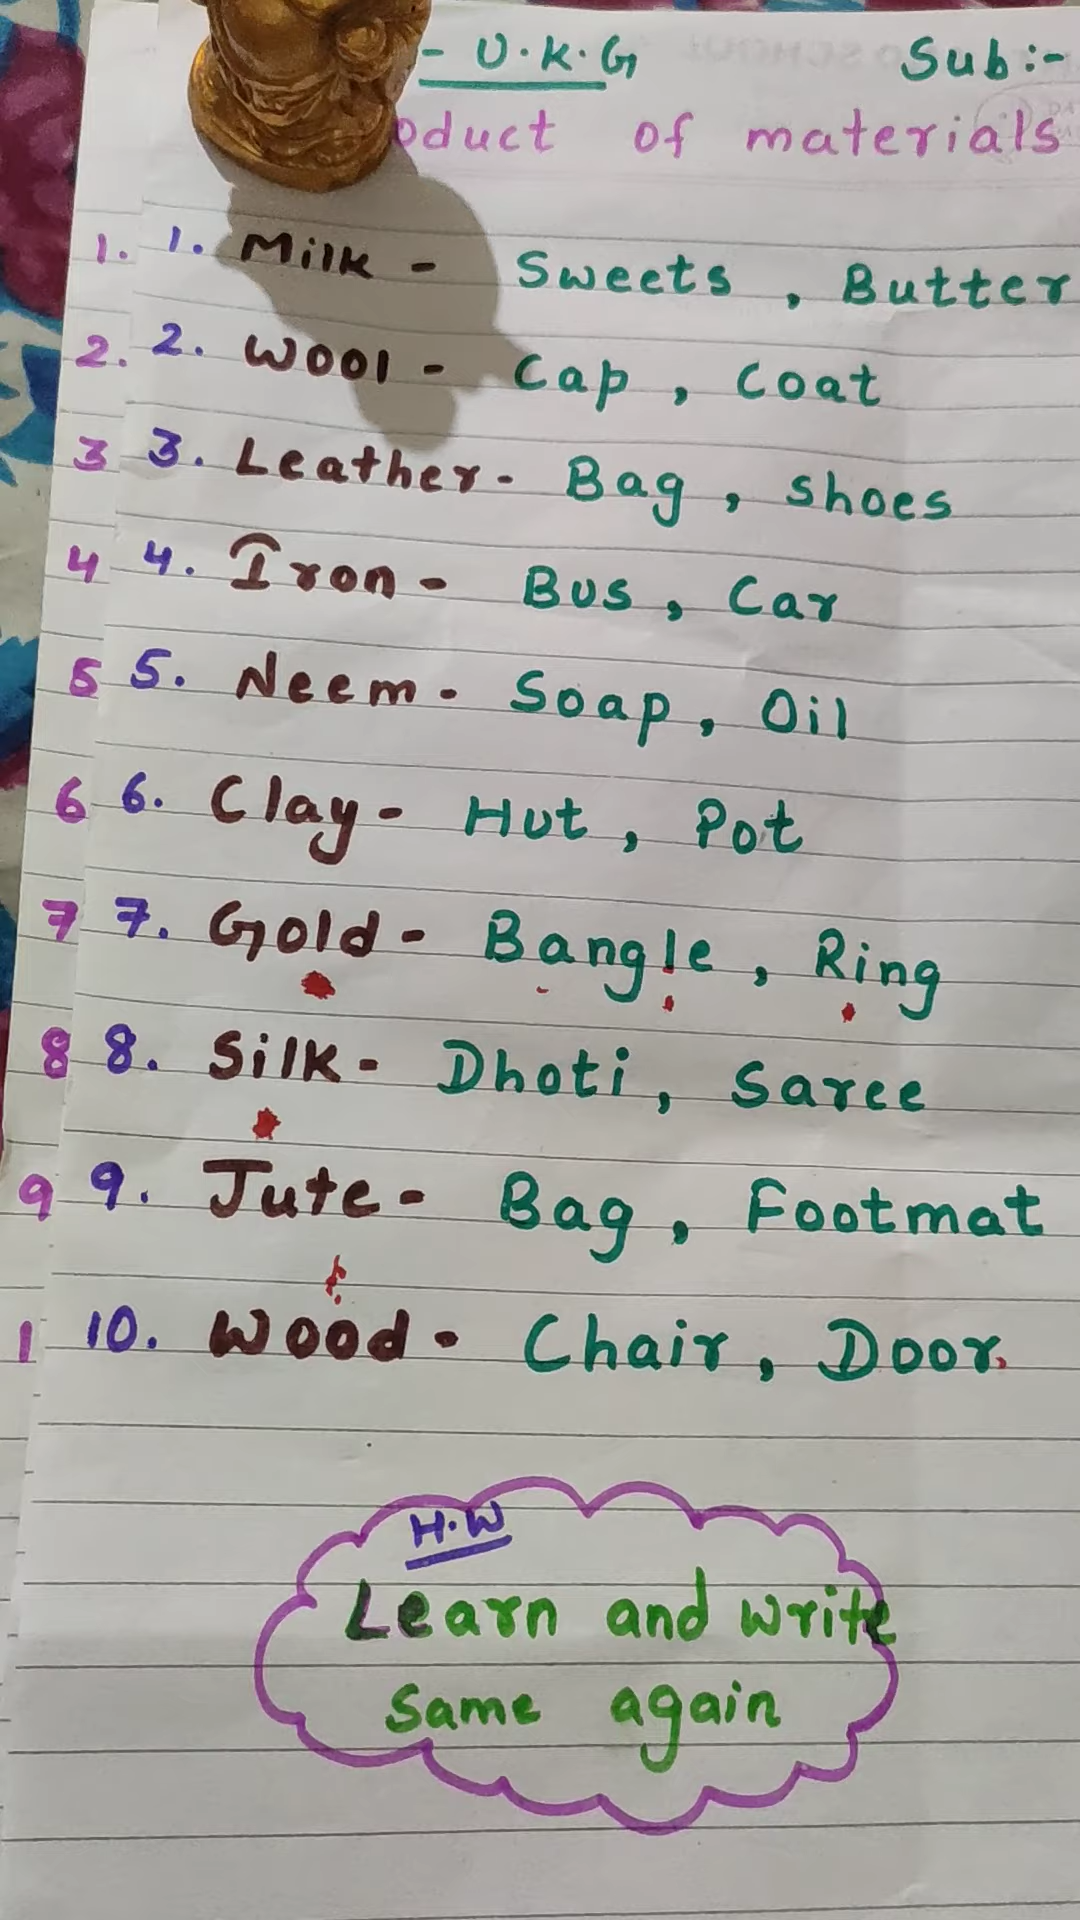 - U.K.G Sub:-
oduct of materials
1. 1. Milk - Sweets, Butter
2. 2. Wool - Cap, Coat
3 3. Leather - Bag, shoes
4 4. Iron - Bus, Car
5 5. Neem - Soap, Oil
6 6. Clay - Hut, Pot
7 7. Gold - Bangle, Ring
8 8. Silk - Dhoti, Saree
9 9. Jute - Bag, Footmat
1 10. Wood - Chair, Door.
H.W
Learn and write
Same again